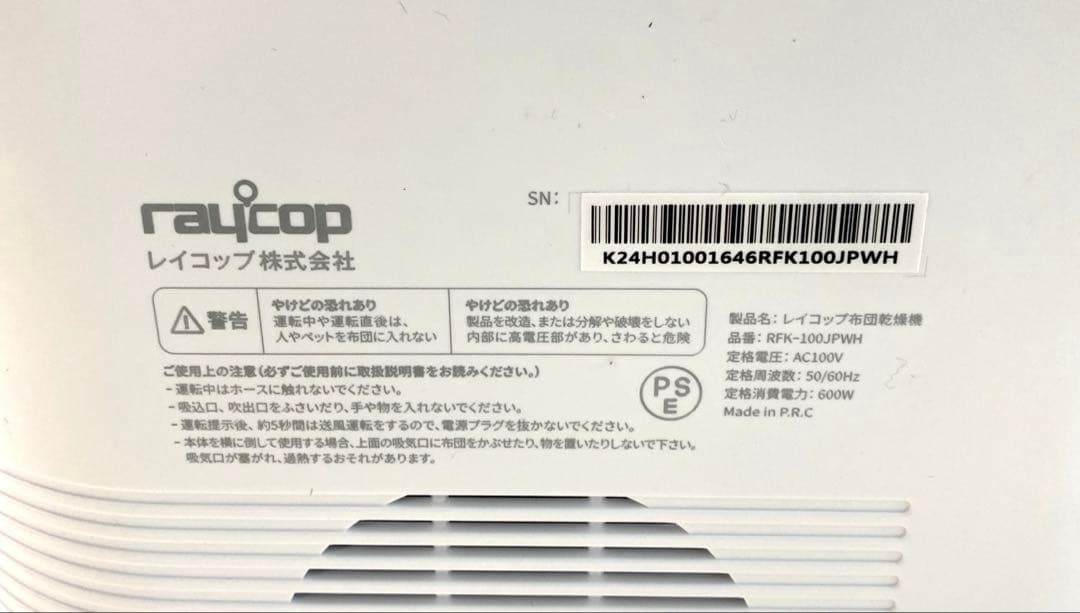 raycop
レイコップ株式会社
SN:
K24H01001646RFK100JPWH
警告
やけどの恐れあり
運転中や運転直後は、
人やペットを布団に入れない
やけどの恐れあり
製品を改造、または分解や破壊をしない
内部に高電圧部があり、さわると危険
ご使用上の注意(必ずご使用前に取扱説明書をお読みください。)
- 運転中はホースに触れないでください。
- 吸込口、吹出口をふさいだり、手や物を入れないでください。
- 運転提示後、約5秒間は送風運転をするので、電源プラグを抜かないでください。
- 本体を横に倒して使用する場合、上面の吸気口に布団をかぶせたり、物を置いたりしないで下さい。
吸気口が塞がれ、過熱するおそれがあります。
PSE
製品名: レイコップ布団乾燥機
品番: RFK-100JPWH
定格電圧: AC100V
定格周波数: 50/60Hz
定格消費電力: 600W
Made in P.R.C